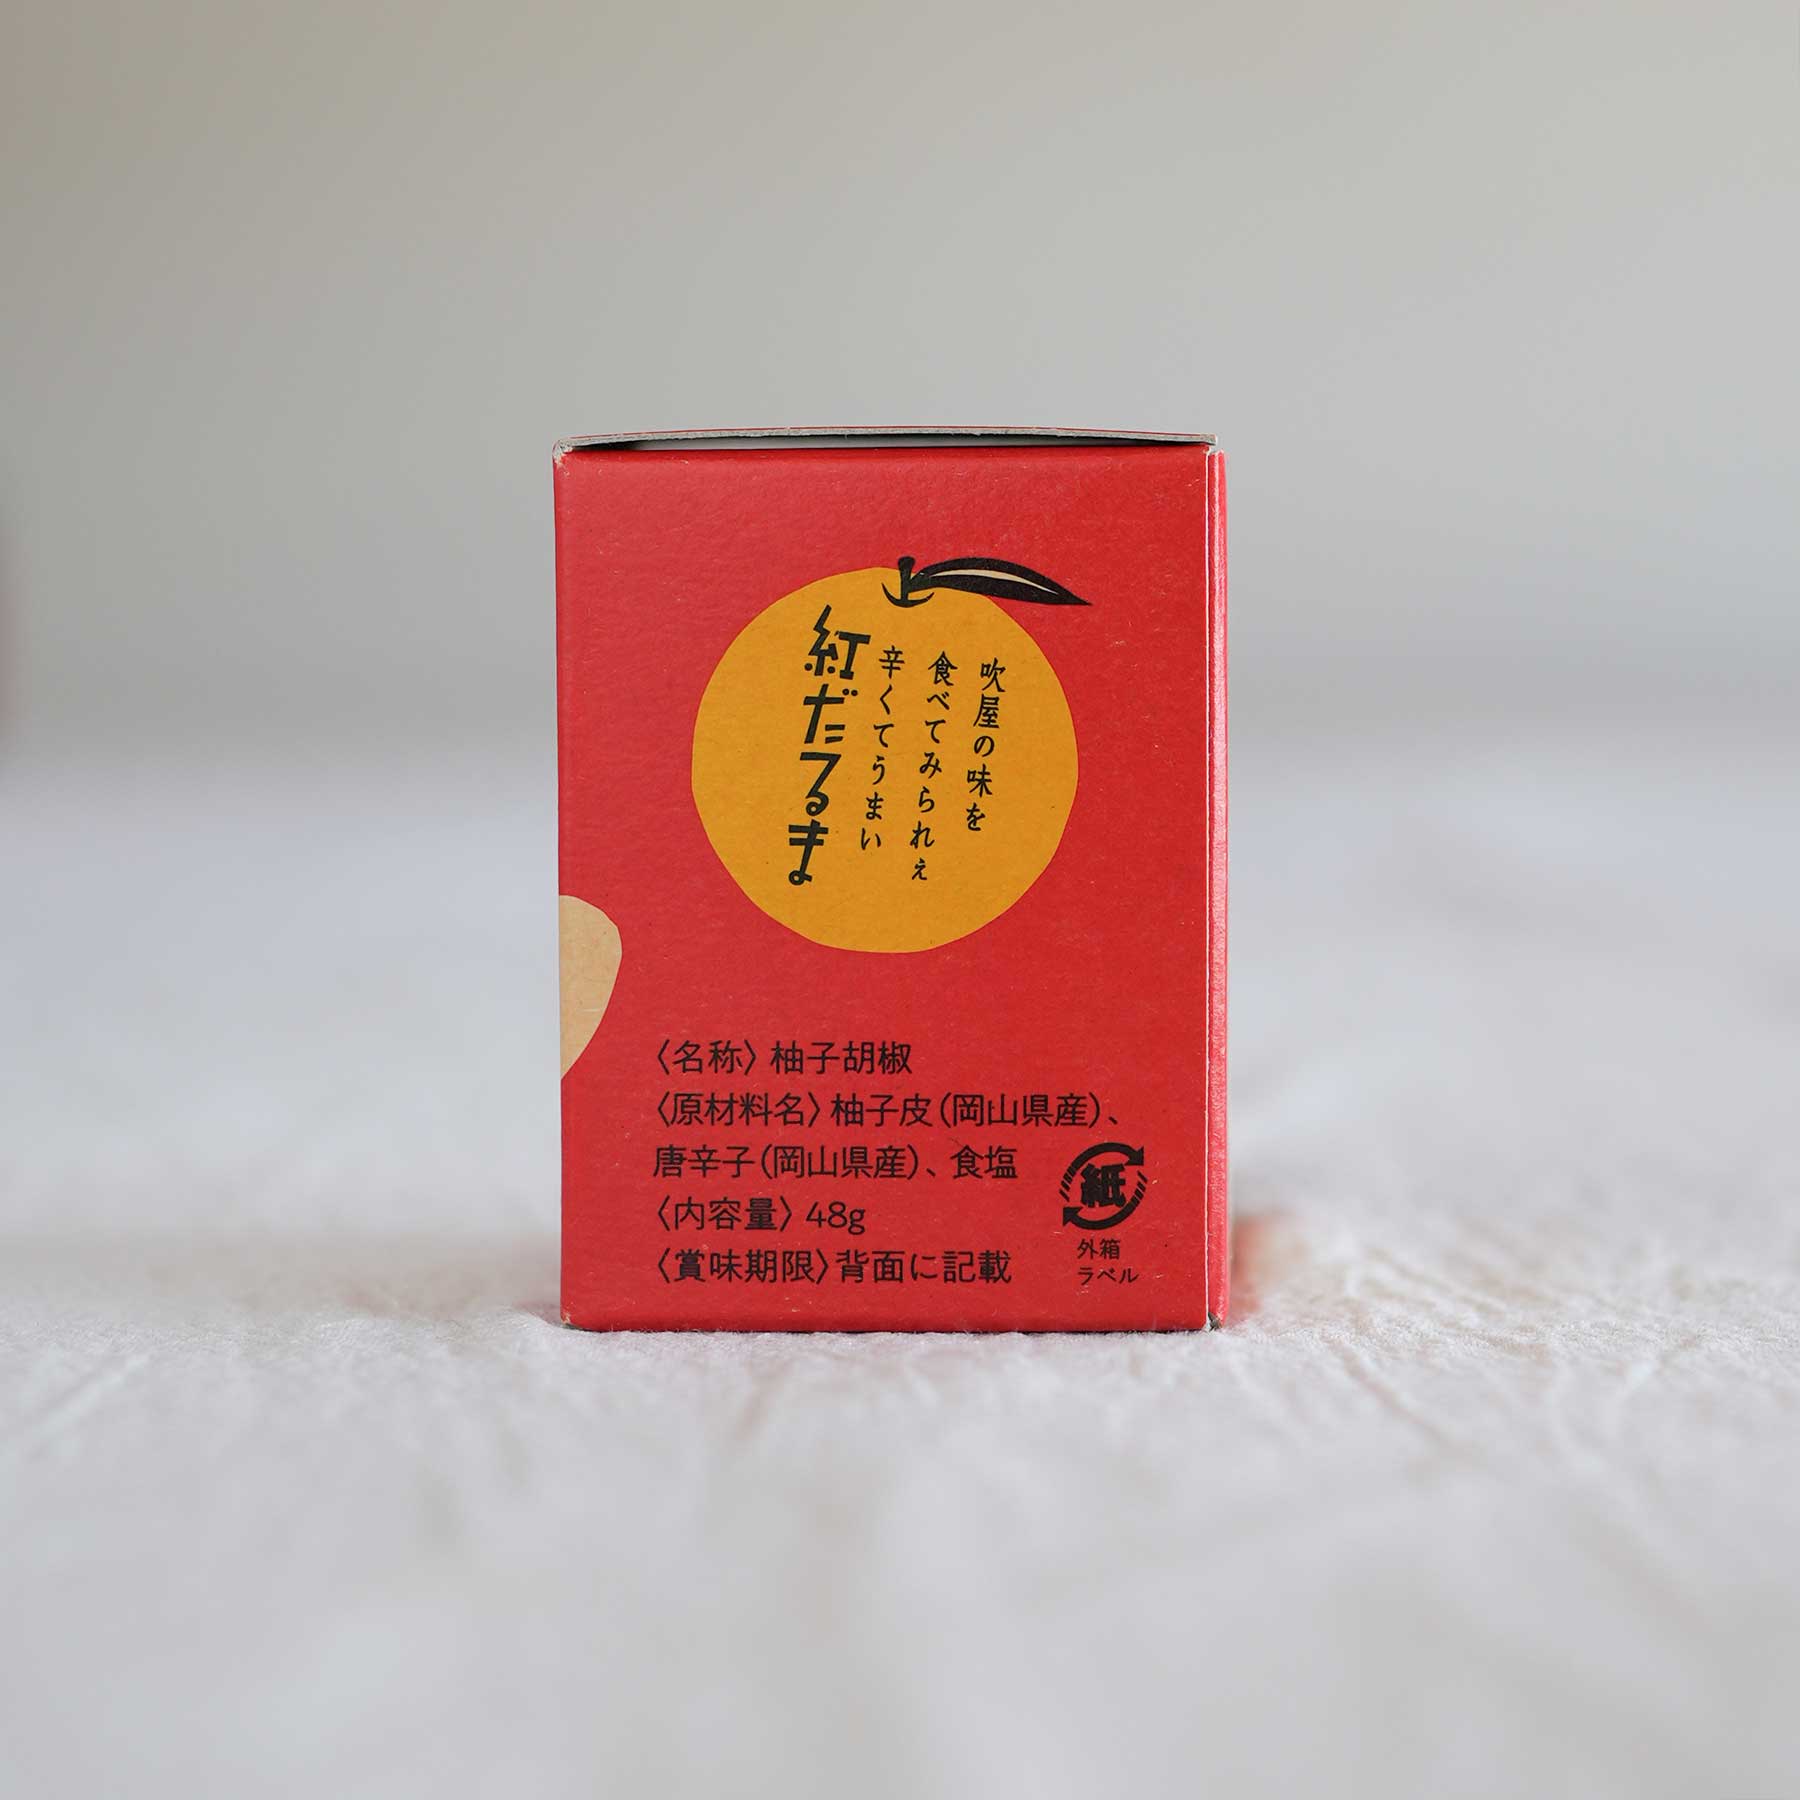 吹屋の味を
食べてみられぇ
辛くてうまい
紅だるま
〈名称〉柚子胡椒
〈原材料名〉柚子皮（岡山県産）、
唐辛子（岡山県産）、食塩
〈内容量〉48g
〈賞味期限〉背面に記載
紙
外箱
ラベル